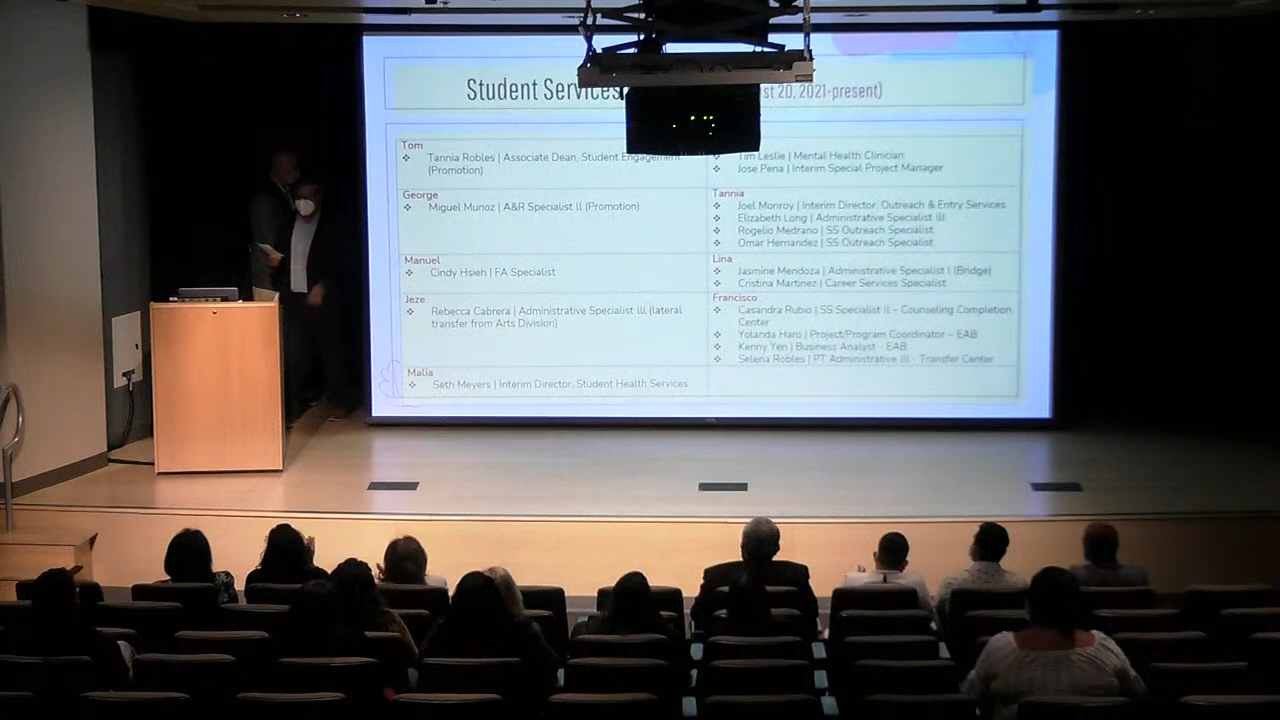 Student Services st 20, 2021-present)
Tom
❖ Tannia Robles | Associate Dean, Student Engagement
(Promotion)
George
❖ Miguel Munoz | A&R Specialist II (Promotion)
Manuel
❖ Cindy Hsieh | FA Specialist
Jeze
❖ Rebecca Cabrera | Administrative Specialist III (lateral
transfer from Arts Division)
Malia
❖ Seth Meyers | Interim Director, Student Health Services
❖ Tim Leslie | Mental Health Clinician
❖ Jose Pena | Interim Special Project Manager
Tannia
❖ Joel Monroy | Interim Director, Outreach & Entry Services
❖ Elizabeth Long | Administrative Specialist III
❖ Rogelio Medrano | SS Outreach Specialist
❖ Omar Hernandez | SS Outreach Specialist
Lina
❖ Jasmine Mendoza | Administrative Specialist I (Bridge)
❖ Cristina Martinez | Career Services Specialist
Francisco
❖ Casandra Rubio | SS Specialist II – Counseling Completion
Center
❖ Yolanda Haro | Project/Program Coordinator – EAB
❖ Kenny Yen | Business Analyst - EAB
❖ Selena Robles | PT Administrative III - Transfer Center